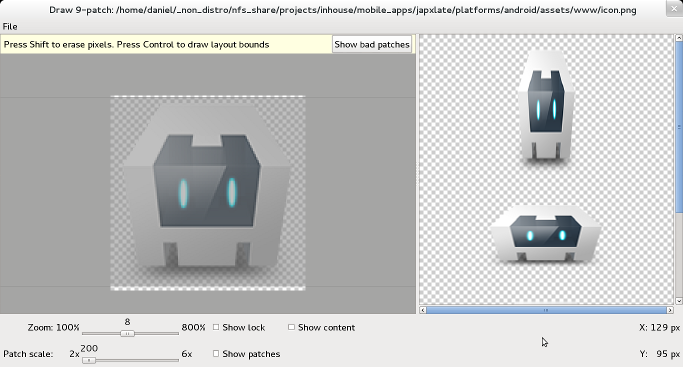 Draw 9-patch: /home/daniel/_non_distro/nfs_share/projects/inhouse/mobile_apps/japxlate/platforms/android/assets/www/icon.png
File
Press Shift to erase pixels. Press Control to draw layout bounds
Show bad patches
Zoom: 100% 8 800% Show lock Show content X: 129 px
Patch scale: 2x 200 6x Show patches Y: 95 px